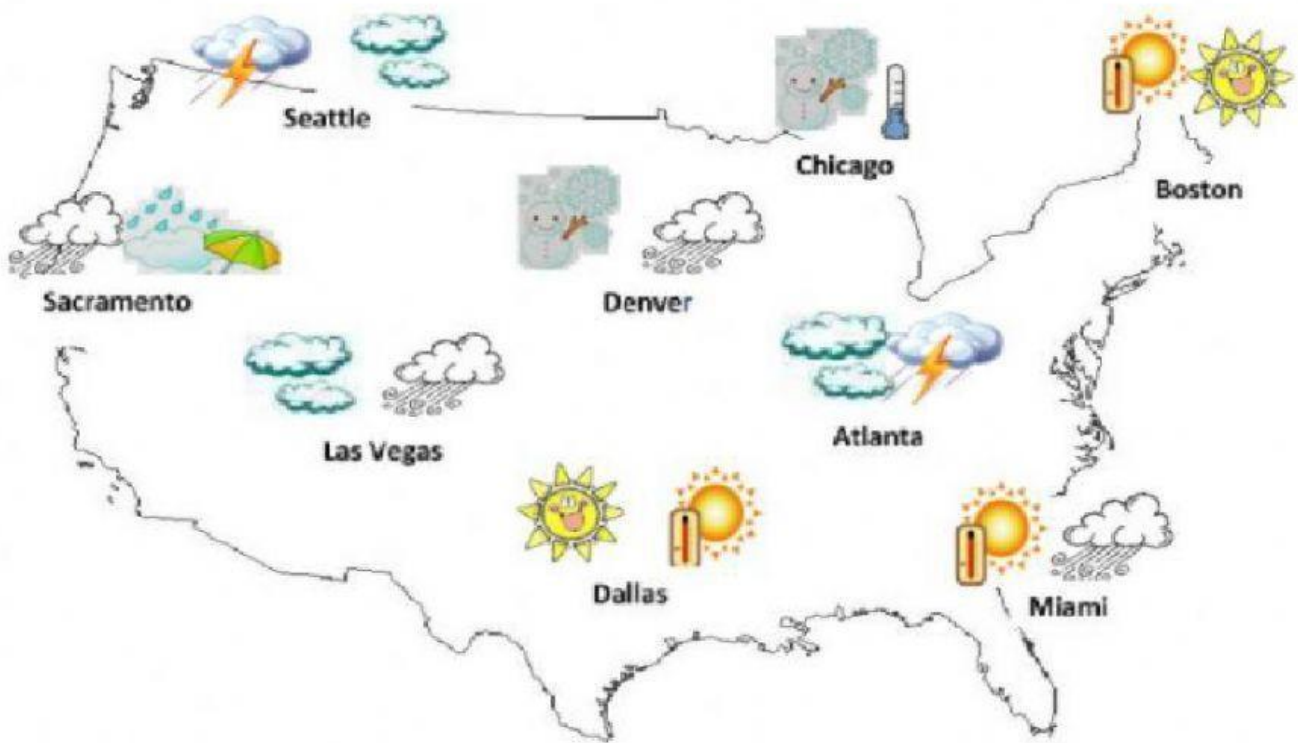 Seattle
Chicago
Boston
Sacramento
Denver
Las Vegas
Atlanta
Dallas
Miami